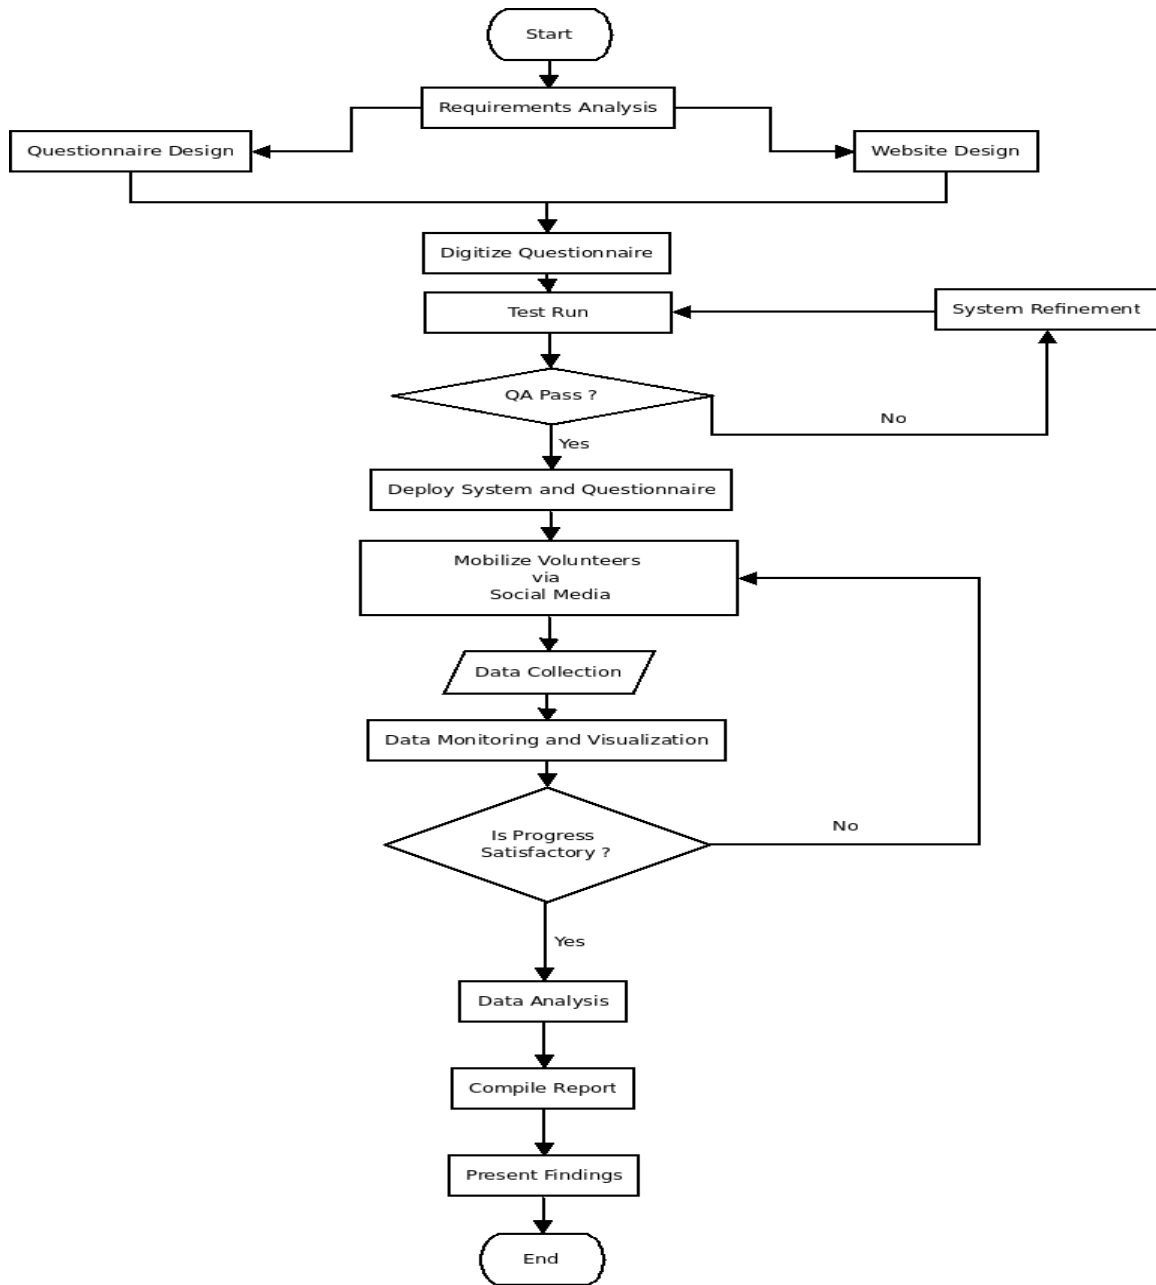 Start
Requirements Analysis
Questionnaire Design
Website Design
Digitize Questionnaire
Test Run
System Refinement
QA Pass ?
No
Yes
Deploy System and Questionnaire
Mobilize Volunteers
via
Social Media
Data Collection
Data Monitoring and Visualization
Is Progress
Satisfactory ?
No
Yes
Data Analysis
Compile Report
Present Findings
End